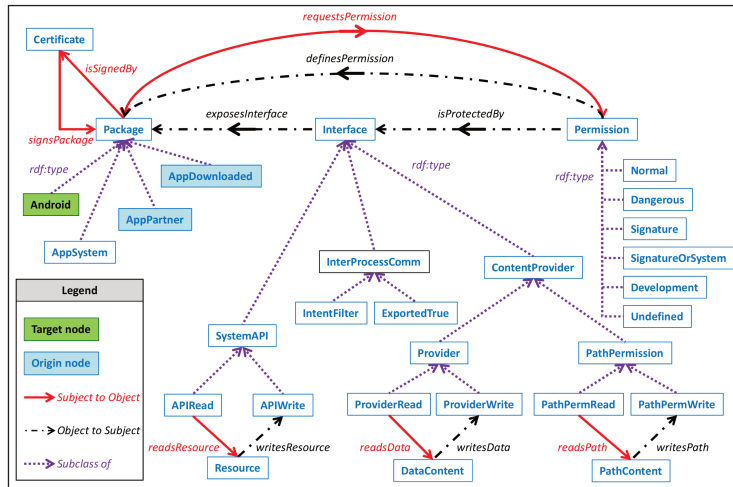 requestsPermission
Certificate
definesPermission
isSignedBy
exposesInterface
isProtectedBy
Package
Interface
Permission
signsPackage
rdf:type
rdf:type
rdf:type
AppDownloaded
Normal
Android
AppPartner
Dangerous
AppSystem
Signature
InterProcessComm
ContentProvider
SignatureOrSystem
Legend
Development
IntentFilter
ExportedTrue
Undefined
Target node
SystemAPI
Provider
PathPermission
Origin node
Subject to Object
APIRead
APIWrite
ProviderRead
ProviderWrite
PathPermRead
PathPermWrite
Object to Subject
readsResource
writesResource
readsData
writesData
readsPath
writesPath
Subclass of
Resource
DataContent
PathContent